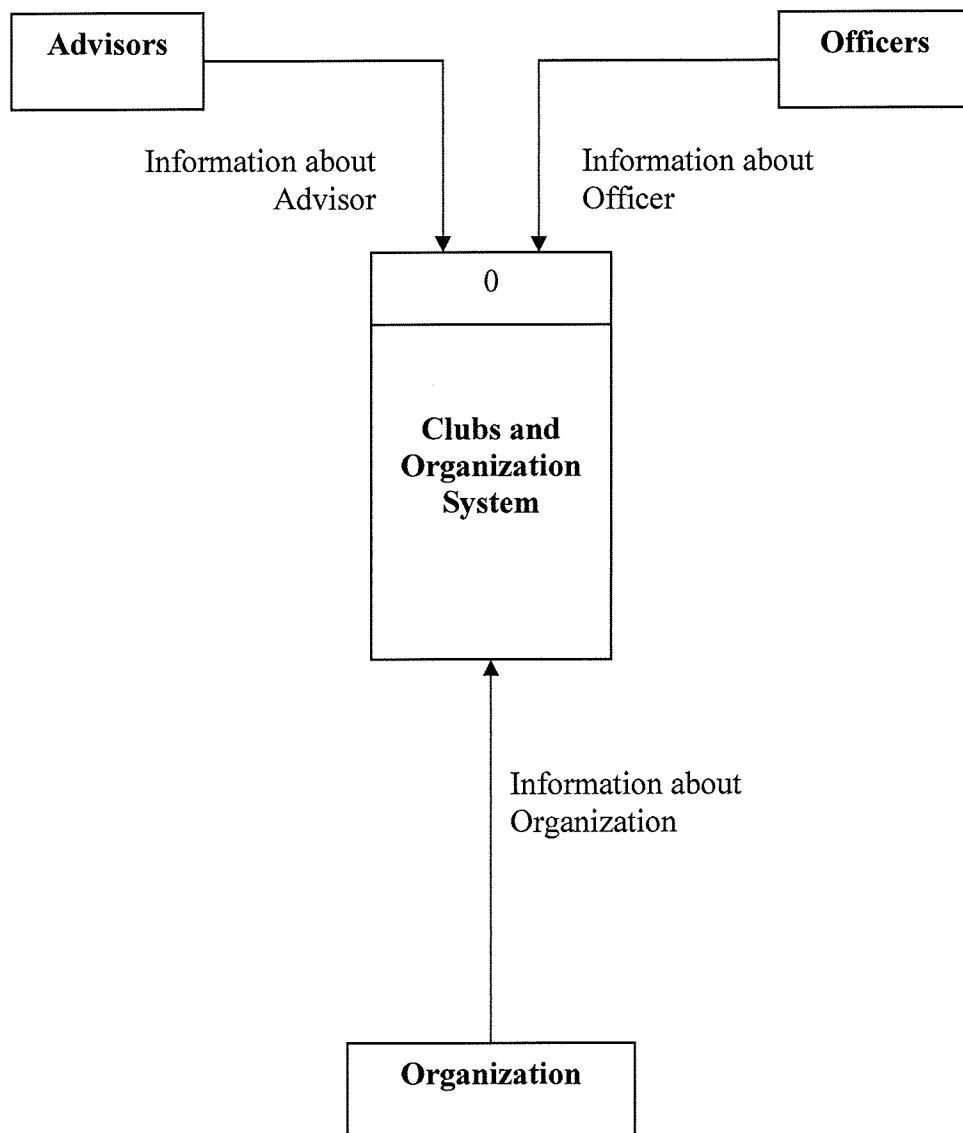 Advisors
Officers
Information about
Advisor
Information about
Officer
0
Clubs and
Organization
System
Information about
Organization
Organization